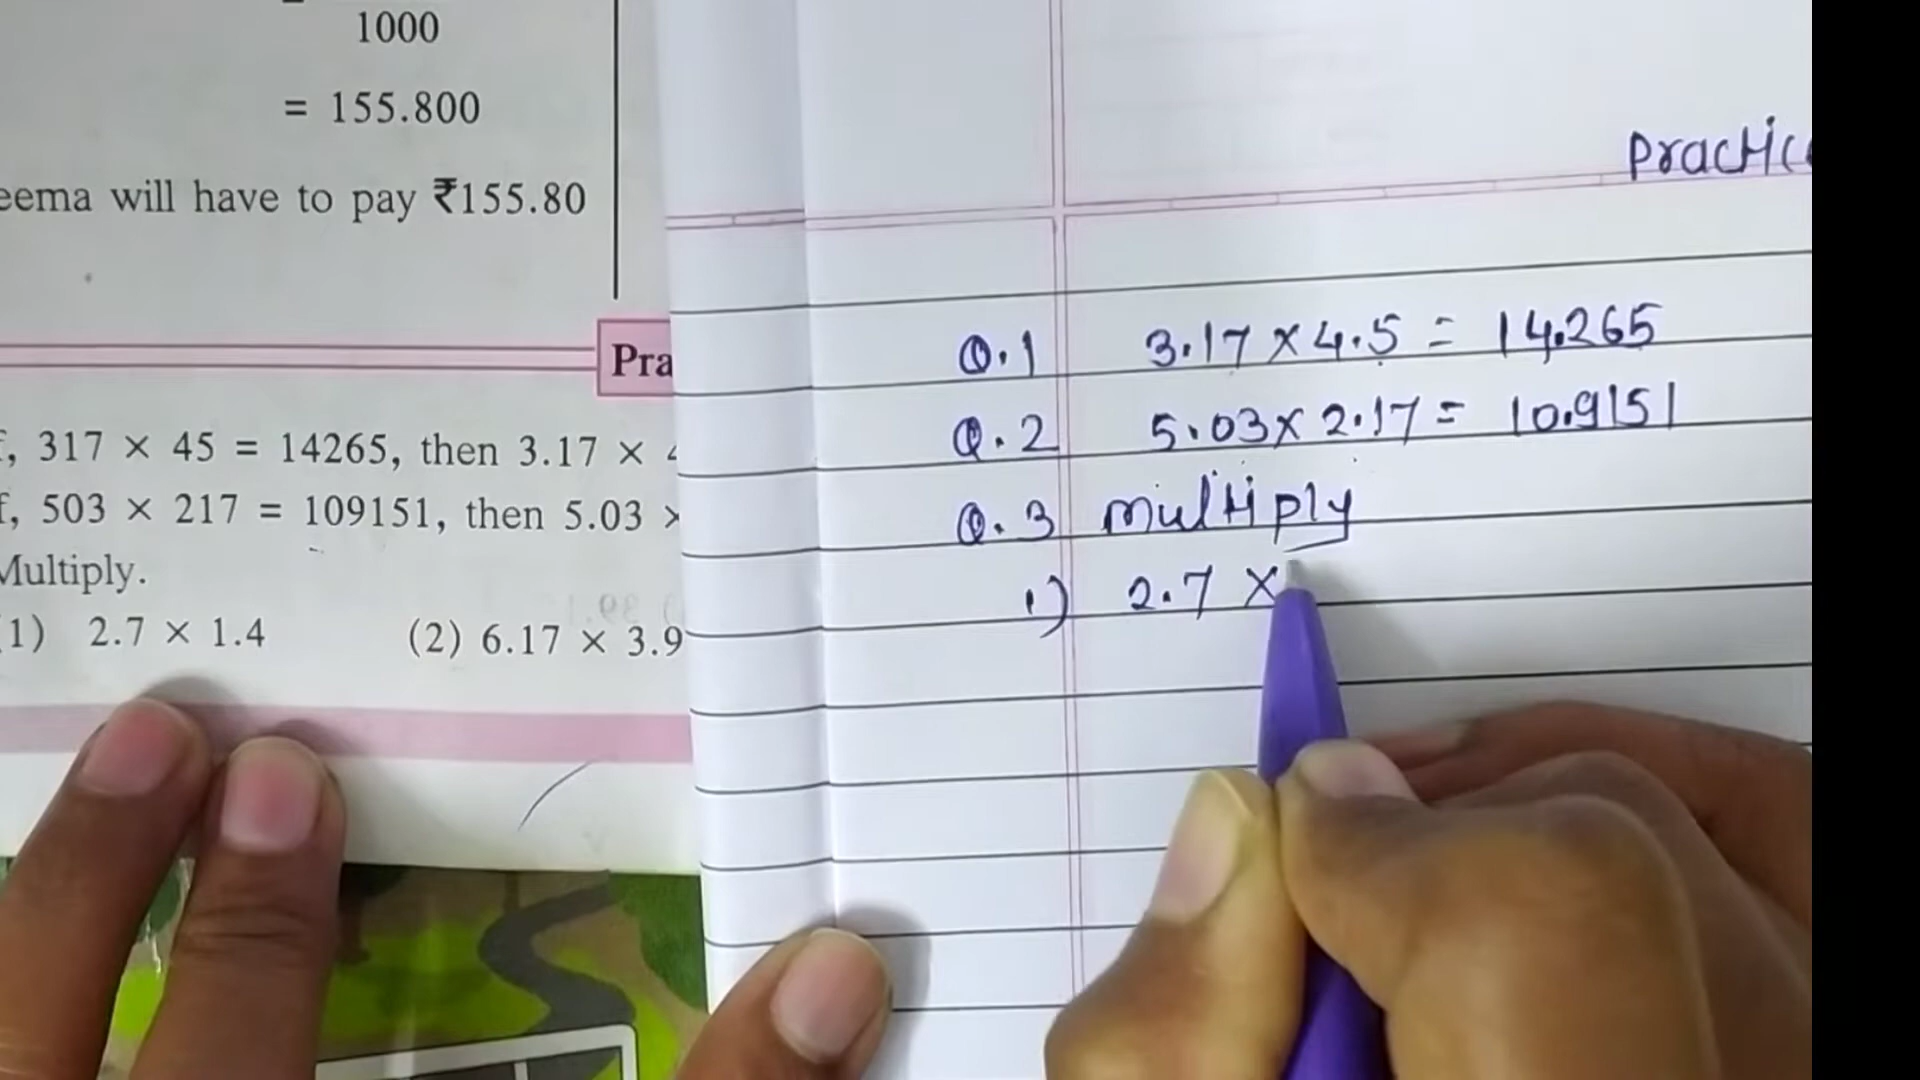 1000
= 155.800
eema will have to pay ₹155.80
Pra
f, 317 × 45 = 14265, then 3.17 × 4
f, 503 × 217 = 109151, then 5.03 ×
Multiply.
(1) 2.7 × 1.4 (2) 6.17 × 3.9
Practic
Q.1 3.17 × 4.5 = 14.265
Q.2 5.03 × 2.17 = 10.9151
Q.3 multiply
1) 2.7 ×